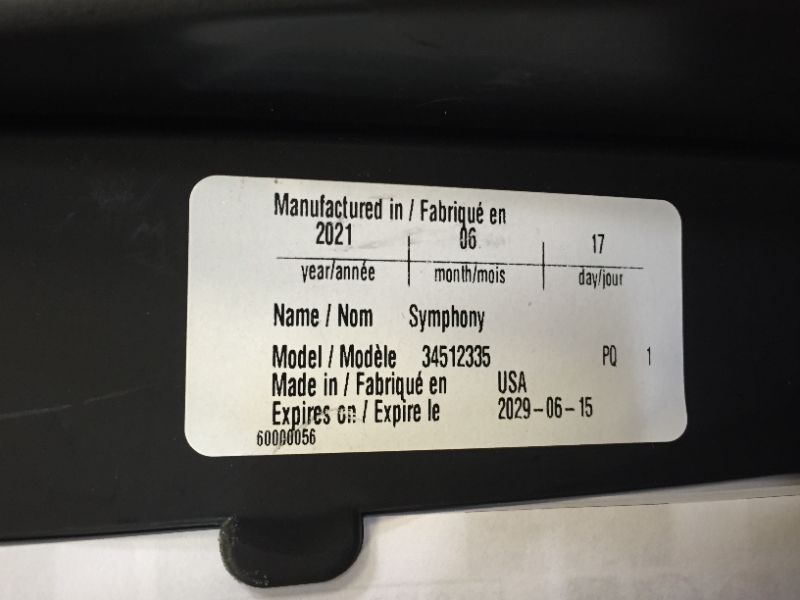 Manufactured in / Fabriqué en
2021 06 17
year/année month/mois day/jour
Name / Nom Symphony
Model / Modèle 34512335 PQ 1
Made in / Fabriqué en USA
Expires on / Expire le 2029-06-15
60000056